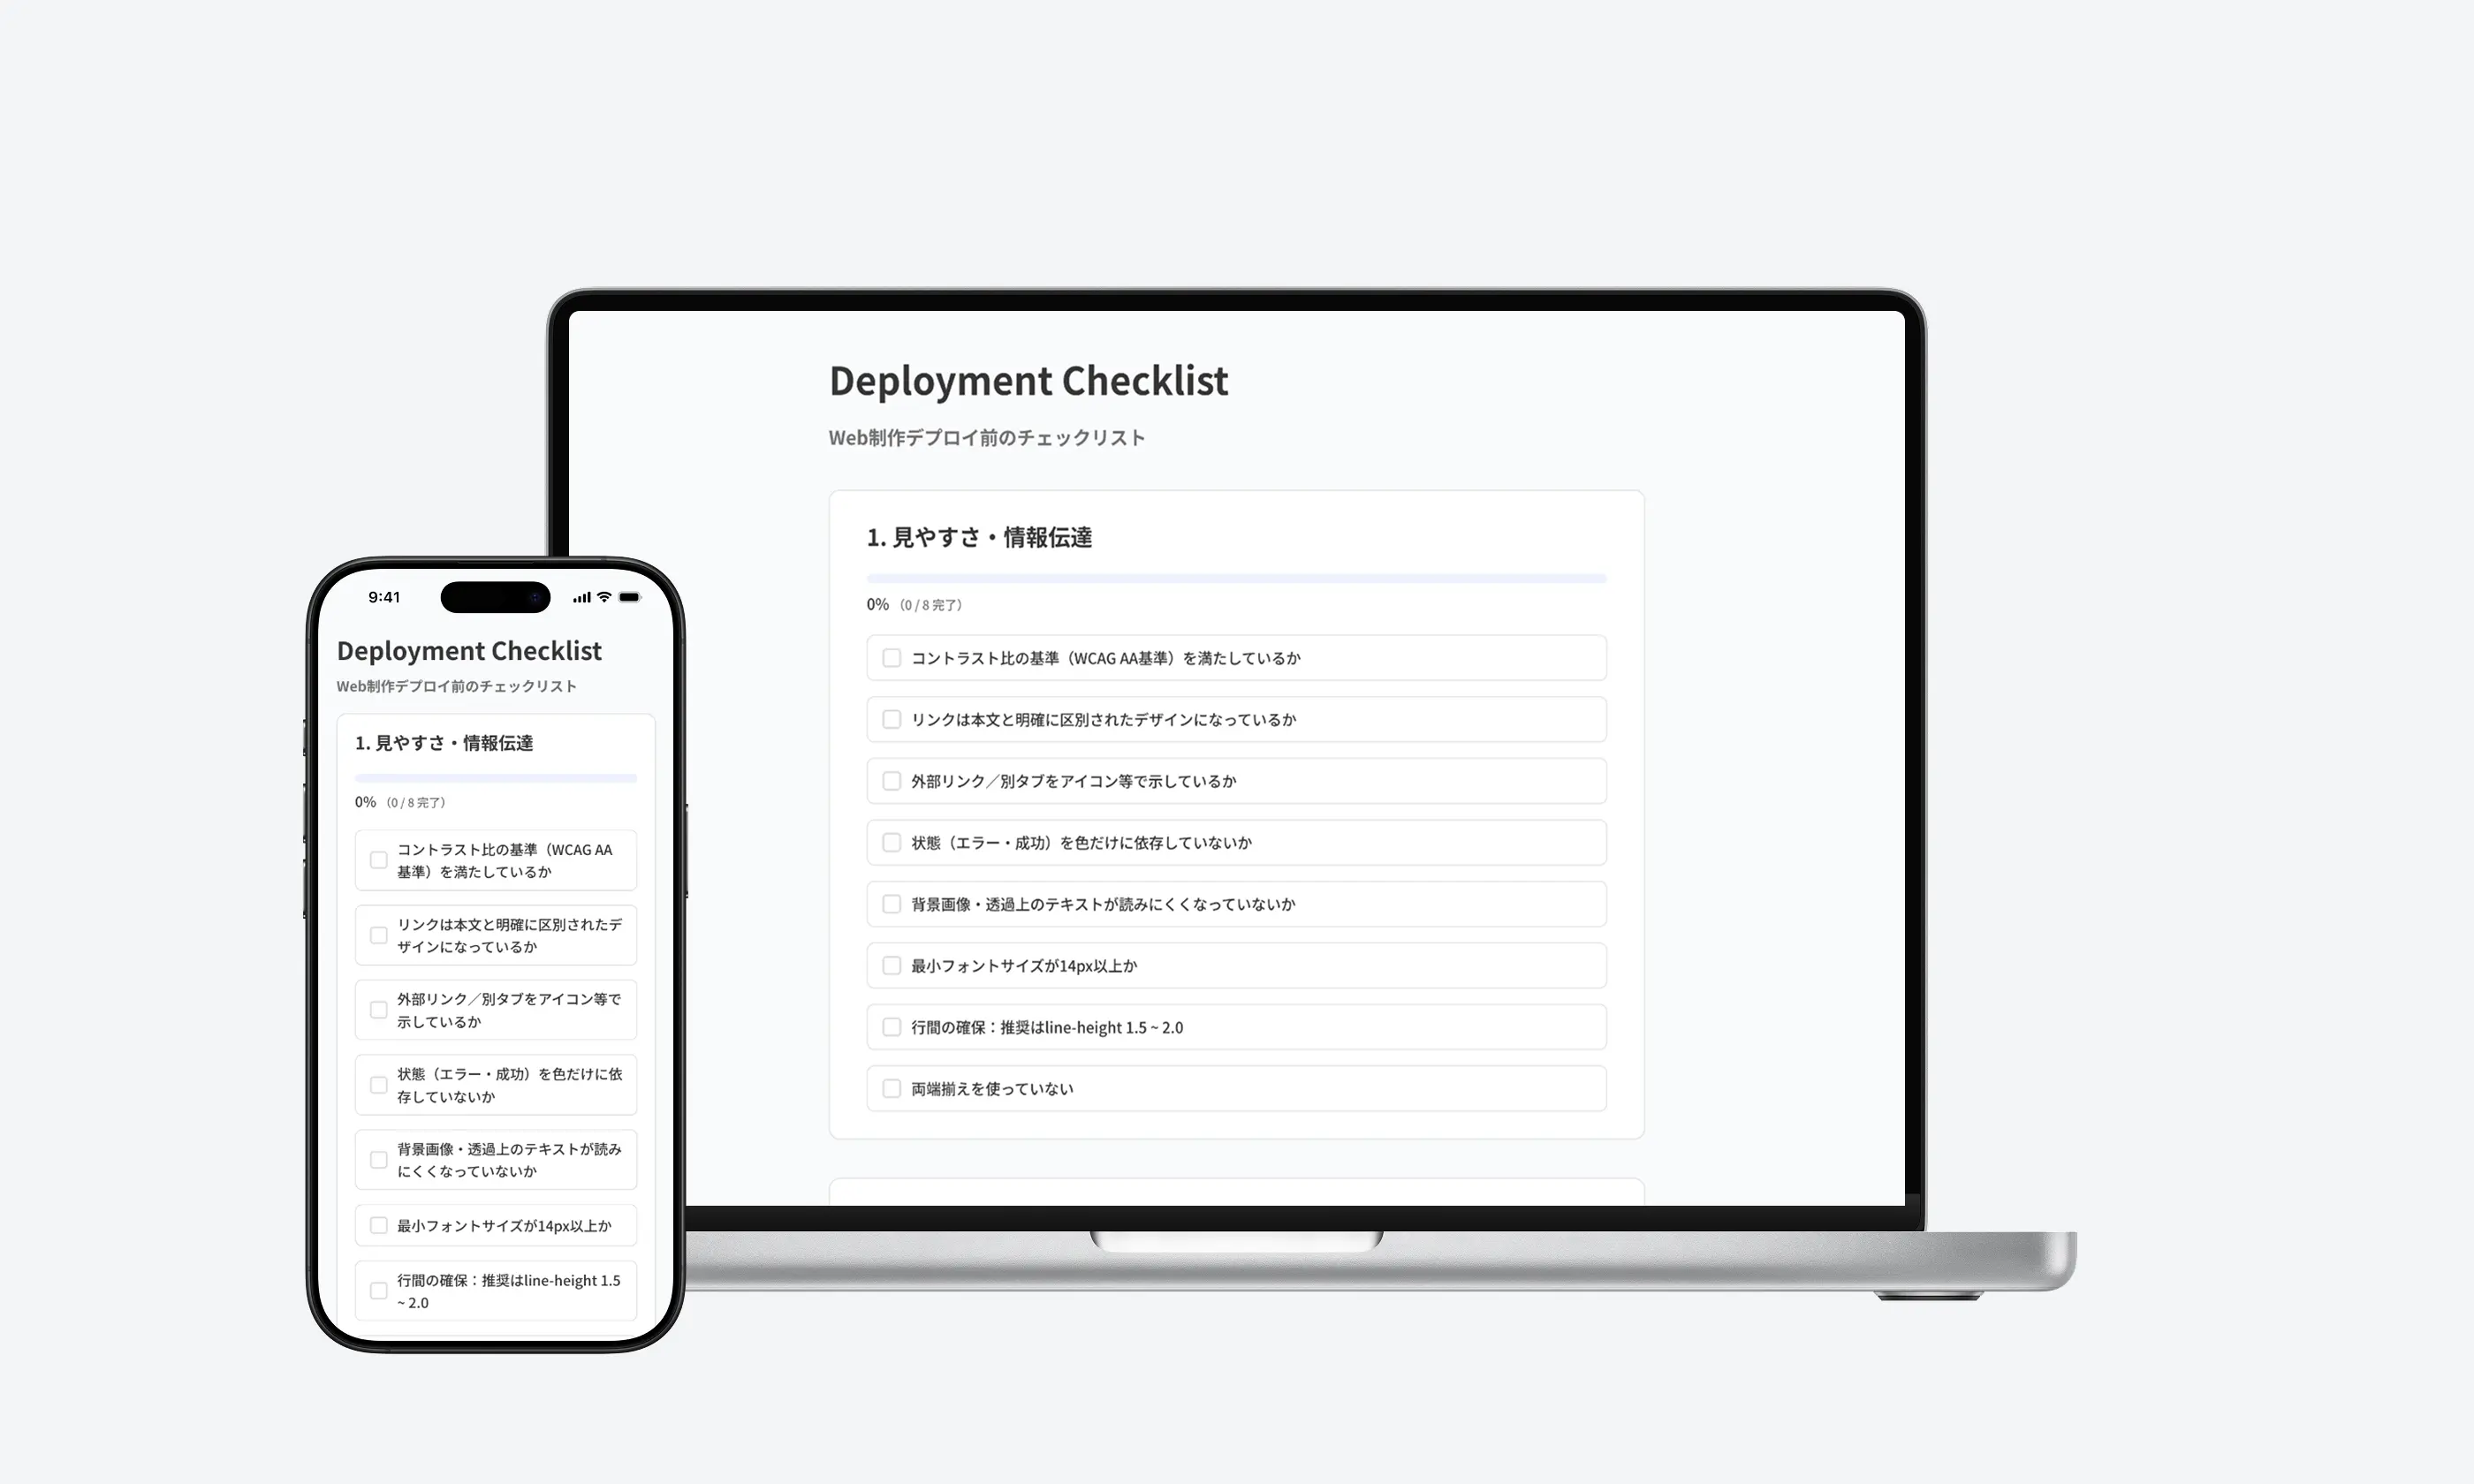 Deployment Checklist
Web制作デプロイ前のチェックリスト
1. 見やすさ・情報伝達
0% （0 / 8 完了）
コントラスト比の基準（WCAG AA基準）を満たしているか
リンクは本文と明確に区別されたデザインになっているか
外部リンク／別タブをアイコン等で示しているか
状態（エラー・成功）を色だけに依存していないか
背景画像・透過上のテキストが読みにくくなっていないか
最小フォントサイズが14px以上か
行間の確保：推奨はline-height 1.5 ~ 2.0
両端揃えを使っていない
9:41
Deployment Checklist
Web制作デプロイ前のチェックリスト
1. 見やすさ・情報伝達
0% （0 / 8 完了）
コントラスト比の基準（WCAG AA
基準）を満たしているか
リンクは本文と明確に区別されたデ
ザインになっているか
外部リンク／別タブをアイコン等で
示しているか
状態（エラー・成功）を色だけに依
存していないか
背景画像・透過上のテキストが読み
にくくなっていないか
最小フォントサイズが14px以上か
行間の確保：推奨はline-height 1.5
~ 2.0